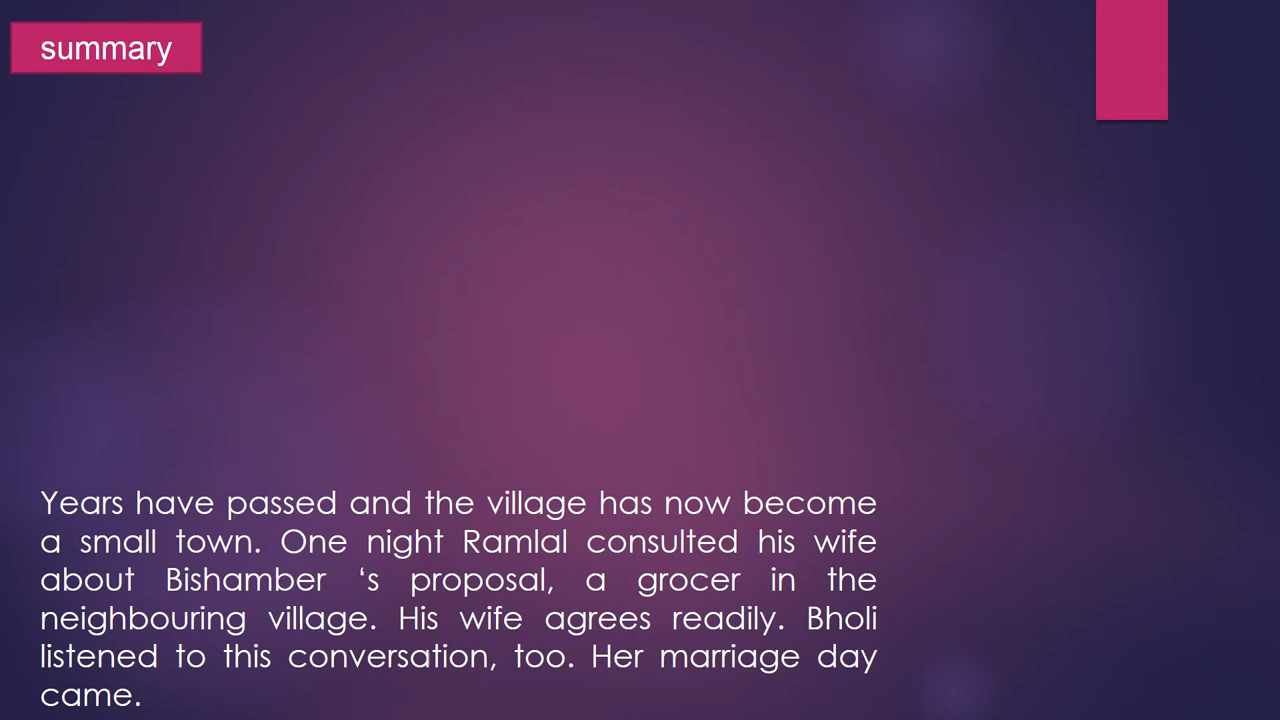 summary
Years have passed and the village has now become
a small town. One night Ramlal consulted his wife
about Bishamber ‘s proposal, a grocer in the
neighbouring village. His wife agrees readily. Bholi
listened to this conversation, too. Her marriage day
came.